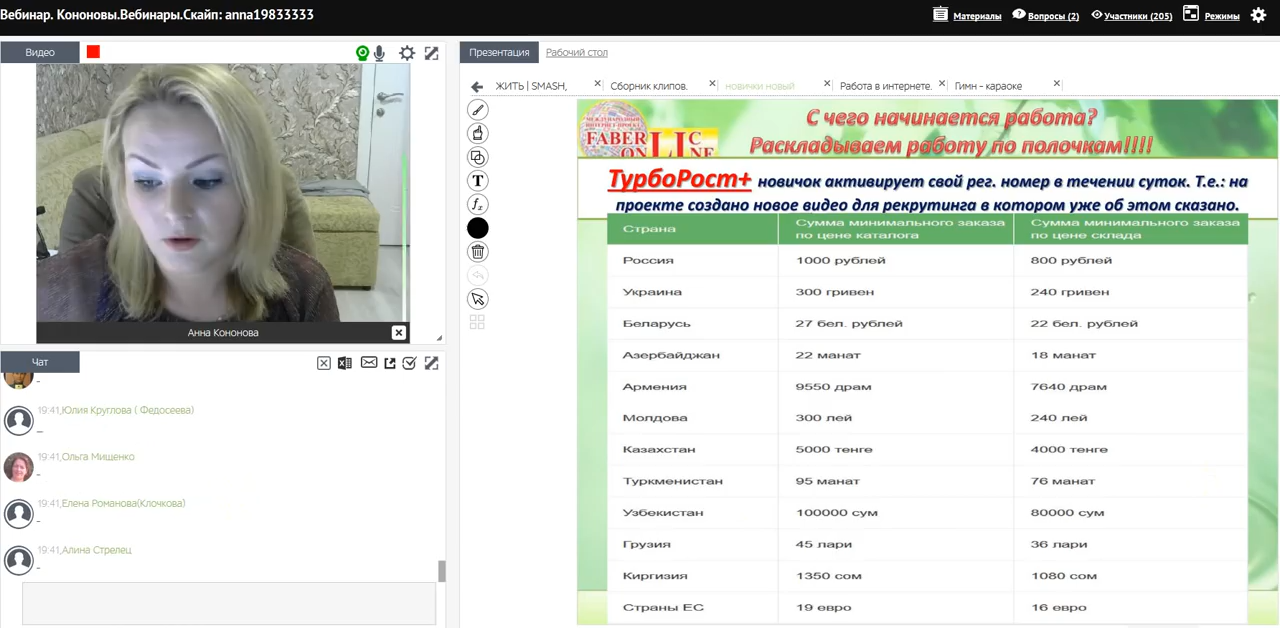 Вебинар. Кононовы.Вебинары.Скайп: anna19833333
Материалы
Вопросы (2)
Участники (205)
Режимы
Видео
Анна Кононова
Чат
-
19:41,Юлия Круглова ( Федосеева)
_
19:41,Ольга Мищенко
-
19:41,Елена Романова(Клочкова)
-
19:41,Алина Стрелец
-
Презентация
Рабочий стол
ЖИТЬ | SMASH,
Сборник клипов.
новички новый
Работа в интернете.
Гимн - караоке
T
fx
МЕЖДУНАРОДНЫЙ
ИНТЕРНЕТ-ПРОЕКТ
FABERLIC
ONLINE
С чего начинается работа?
Раскладываем работу по полочкам!!!!
ТурбоРост+ новичок активирует свой рег. номер в течении суток. Т.е.: на
проекте создано новое видео для рекрутинга в котором уже об этом сказано.
Страна
Сумма минимального заказа
по цене каталога
Сумма минимального заказа
по цене склада
Россия 1000 рублей 800 рублей
Украина 300 гривен 240 гривен
Беларусь 27 бел. рублей 22 бел. рублей
Азербайджан 22 манат 18 манат
Армения 9550 драм 7640 драм
Молдова 300 лей 240 лей
Казахстан 5000 тенге 4000 тенге
Туркменистан 95 манат 76 манат
Узбекистан 100000 сум 80000 сум
Грузия 45 лари 36 лари
Киргизия 1350 сом 1080 сом
Страны ЕС 19 евро 16 евро